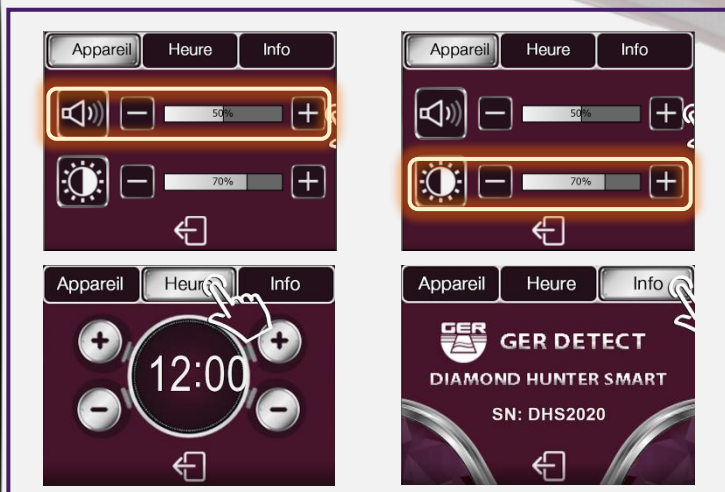 Appareil Heure Info
50%
70%
Appareil Heure Info
50%
70%
Appareil Heure Info
12:00
Appareil Heure Info
GER GER DETECT
DIAMOND HUNTER SMART
SN: DHS2020